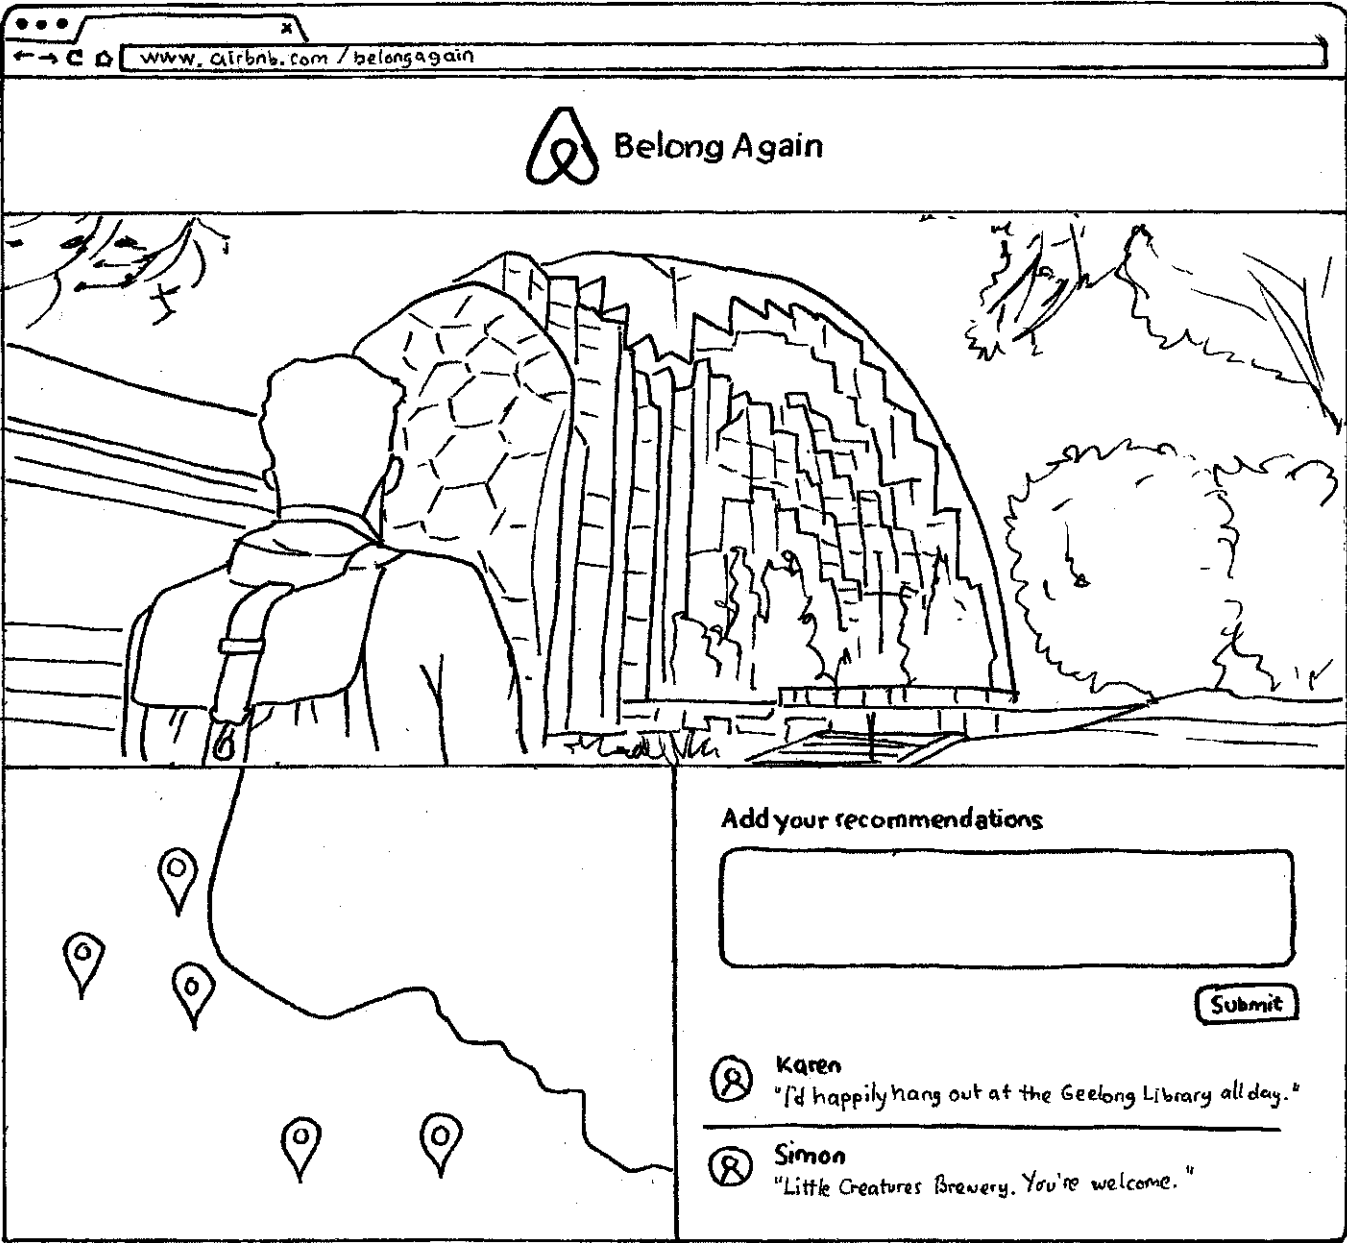 www.airbnb.com/belongagain
Belong Again
Add your recommendations
Submit
Karen
"I'd happily hang out at the Geelong Library all day."
Simon
"Little Creatures Brewery. You're welcome."